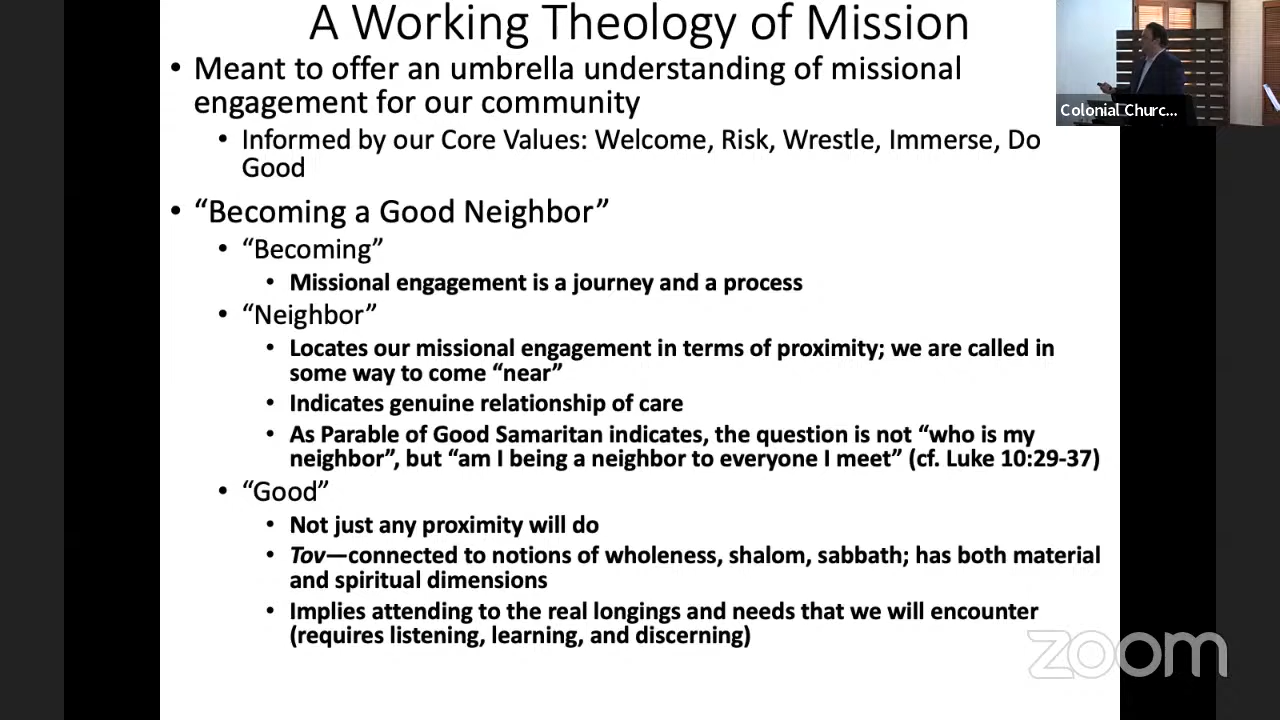 A Working Theology of Mission
• Meant to offer an umbrella understanding of missional
engagement for our community
• Informed by our Core Values: Welcome, Risk, Wrestle, Immerse, Do
Good
• “Becoming a Good Neighbor”
• “Becoming”
• Missional engagement is a journey and a process
• “Neighbor”
• Locates our missional engagement in terms of proximity; we are called in
some way to come “near”
• Indicates genuine relationship of care
• As Parable of Good Samaritan indicates, the question is not “who is my
neighbor”, but “am I being a neighbor to everyone I meet” (cf. Luke 10:29-37)
• “Good”
• Not just any proximity will do
• Tov—connected to notions of wholeness, shalom, sabbath; has both material
and spiritual dimensions
• Implies attending to the real longings and needs that we will encounter
(requires listening, learning, and discerning)
Colonial Churc...
zoom